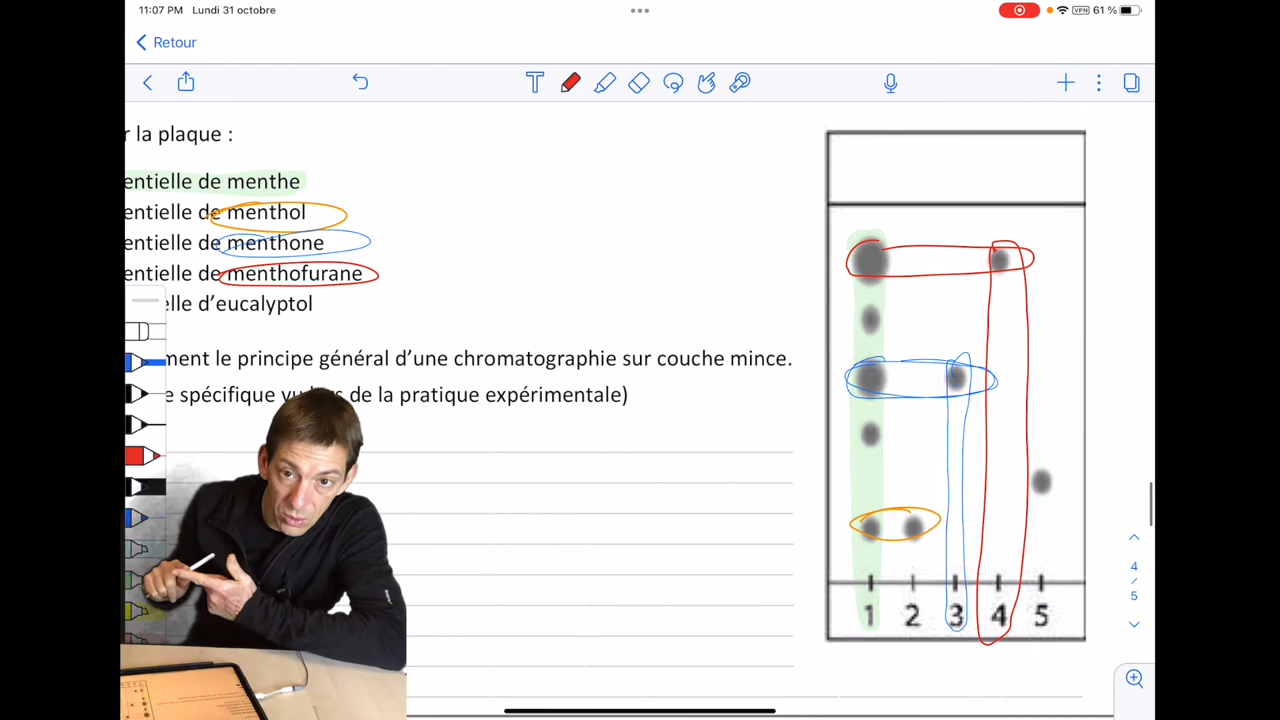 11:07 PM Lundi 31 octobre
VPN 61 %
Retour
r la plaque :
entielle de menthe
entielle de menthol
entielle de menthone
entielle de menthofurane
elle d’eucalyptol
ment le principe général d’une chromatographie sur couche mince.
e spécifique vu de la pratique expérimentale)
4
/
5
1 2 3 4 5